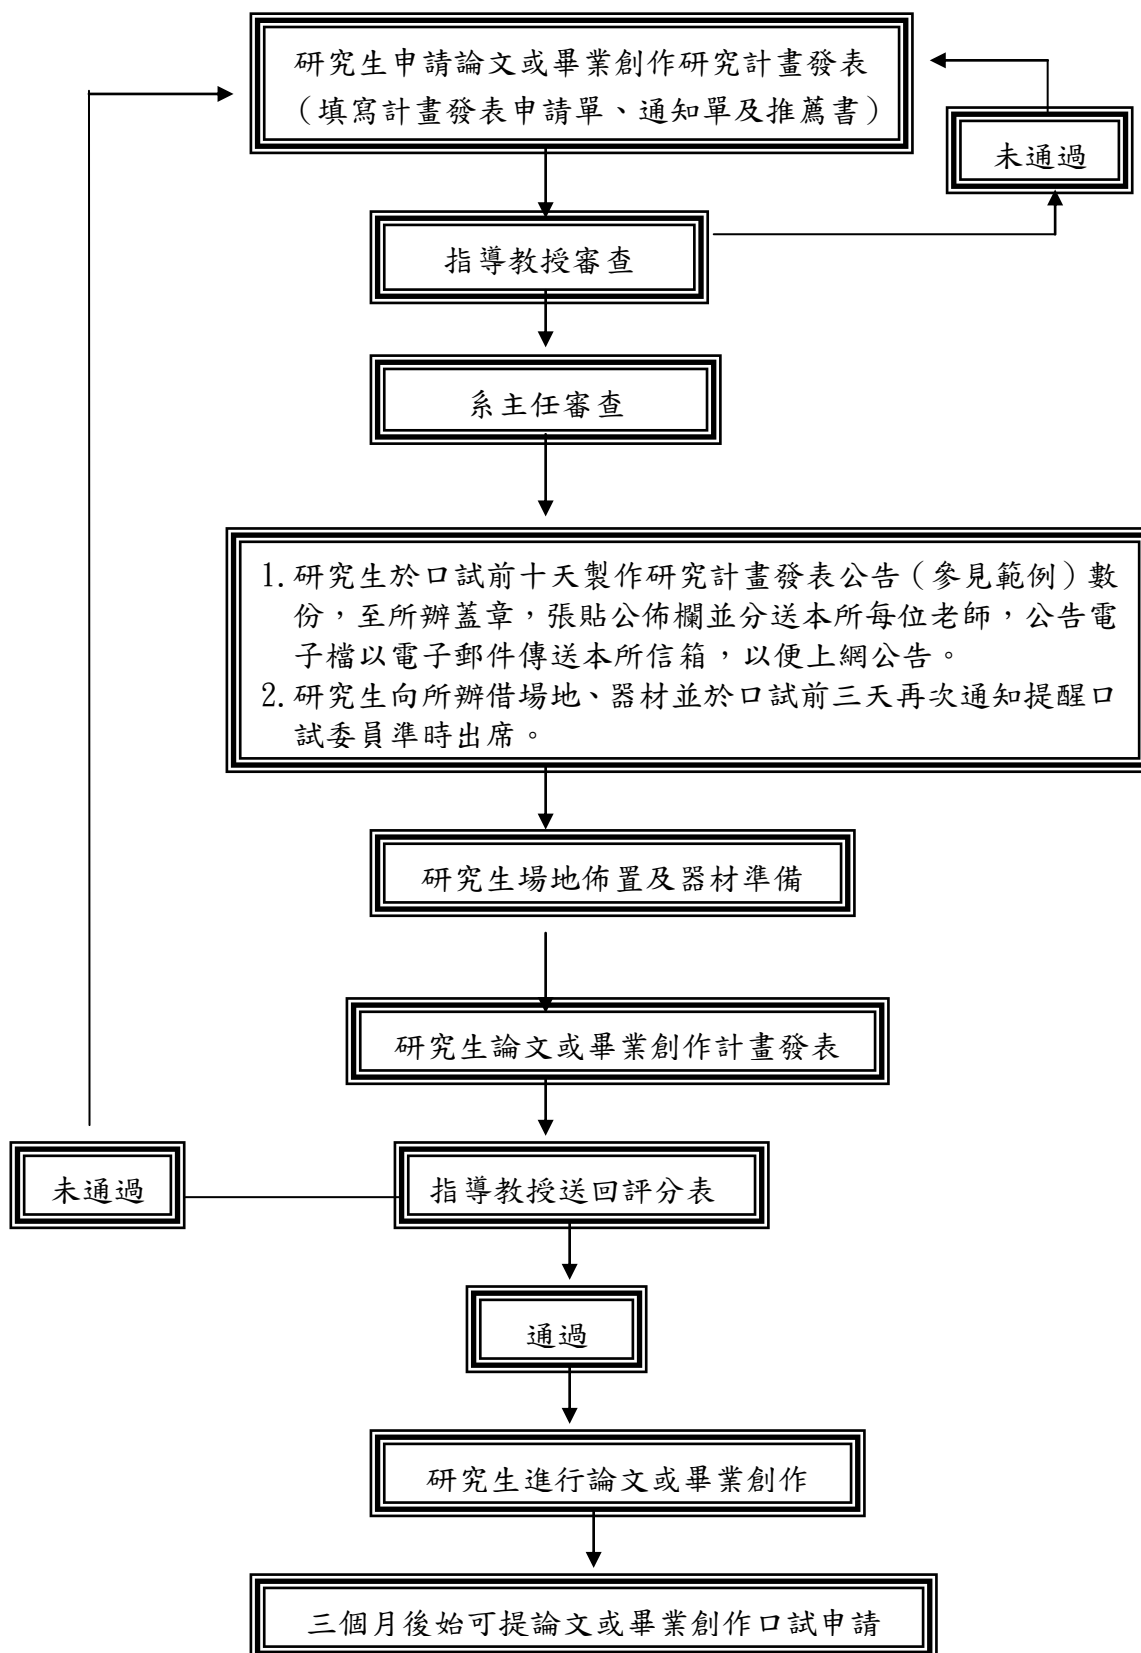 研究生申請論文或畢業創作研究計畫發表
（填寫計畫發表申請單、通知單及推薦書）
未通過
指導教授審查
系主任審查
1.研究生於口試前十天製作研究計畫發表公告（參見範例）數
份，至所辦蓋章，張貼公佈欄並分送本所每位老師，公告電
子檔以電子郵件傳送本所信箱，以便上網公告。
2.研究生向所辦借場地、器材並於口試前三天再次通知提醒口
試委員準時出席。
研究生場地佈置及器材準備
研究生論文或畢業創作計畫發表
未通過
指導教授送回評分表
通過
研究生進行論文或畢業創作
三個月後始可提論文或畢業創作口試申請